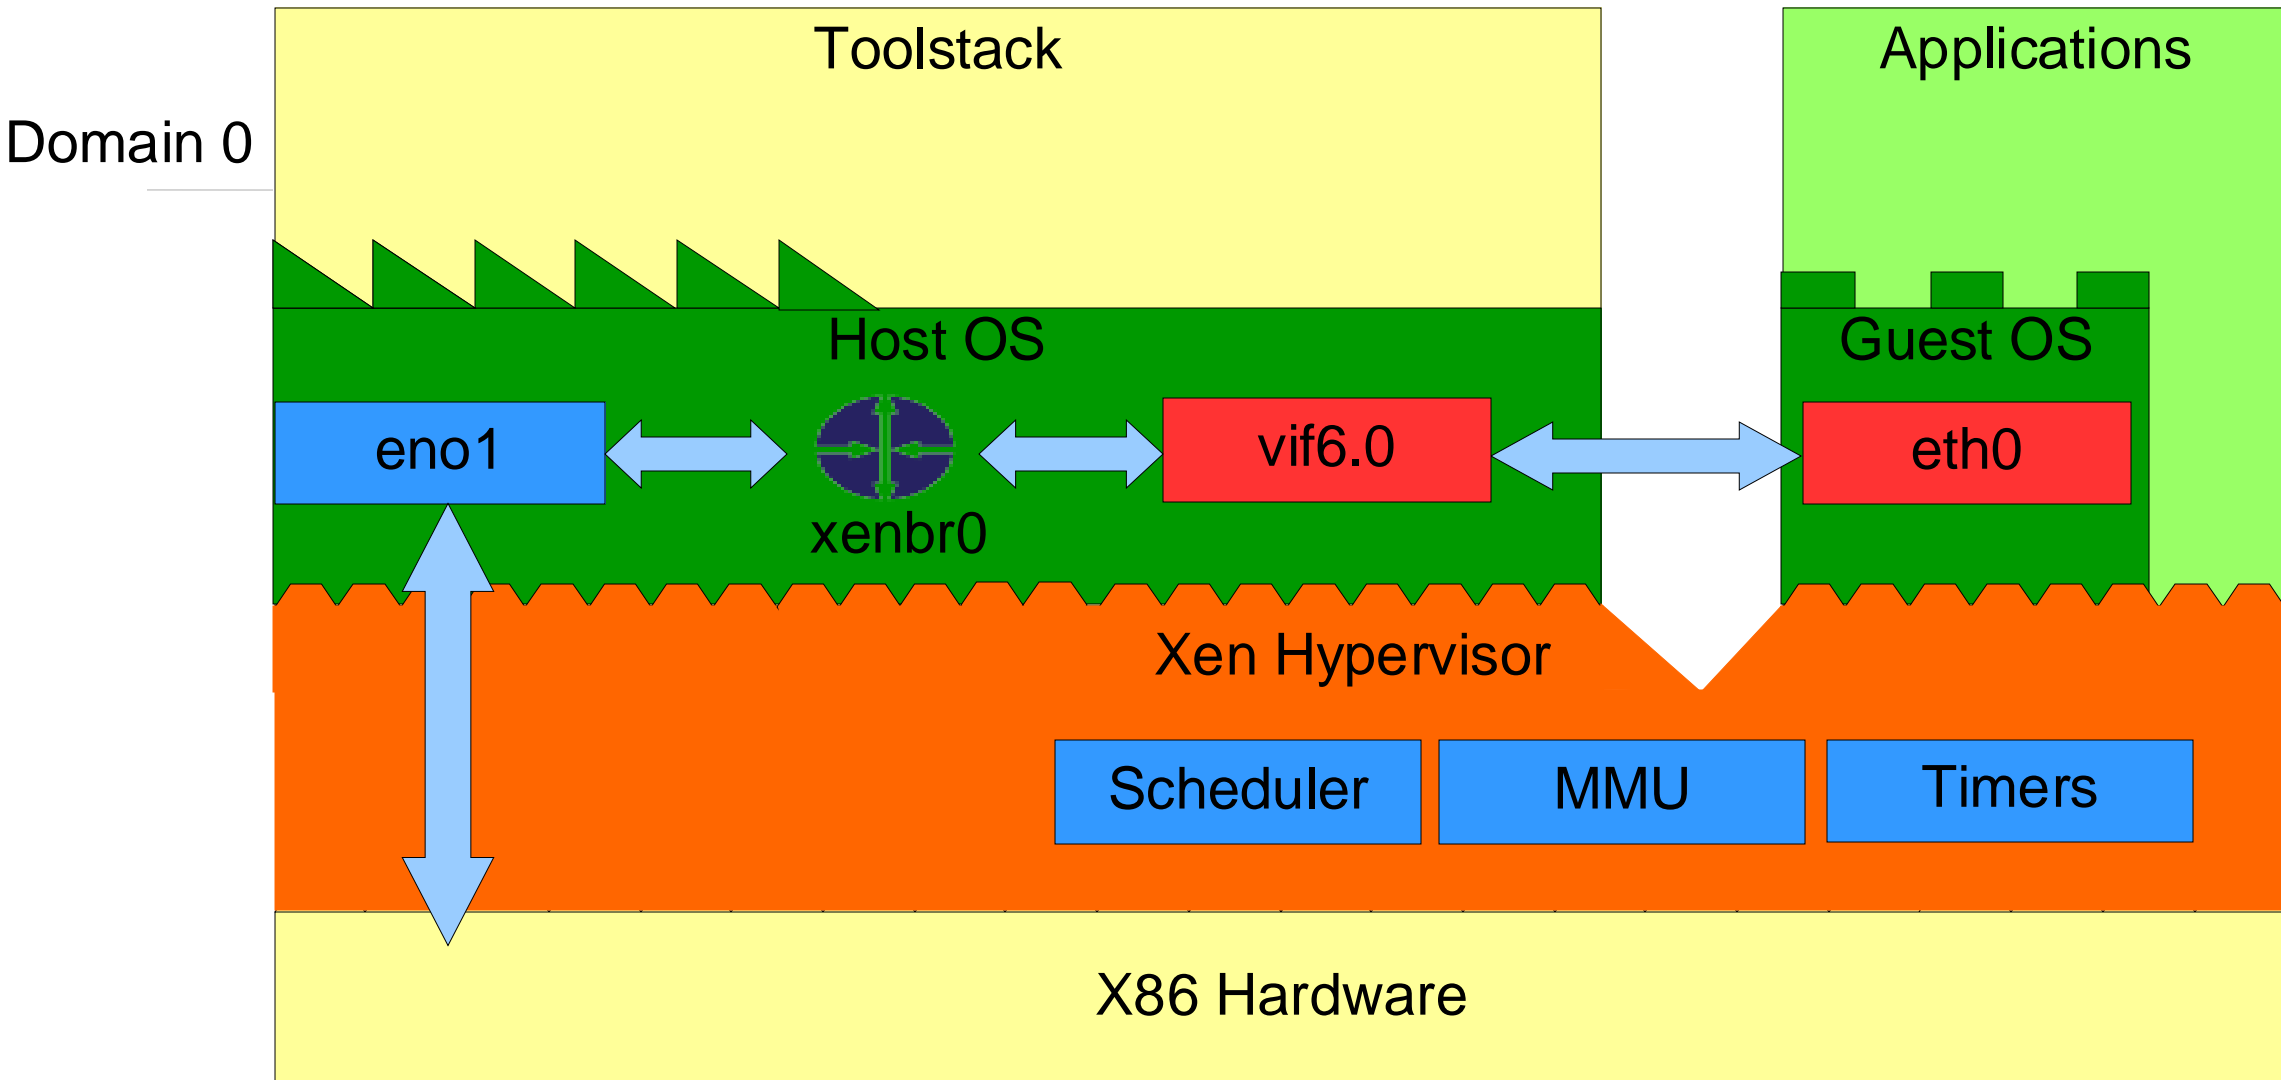 Toolstack
Applications
Domain 0
Host OS
Guest OS
eno1
vif6.0
eth0
xenbr0
Xen Hypervisor
Scheduler
MMU
Timers
X86 Hardware